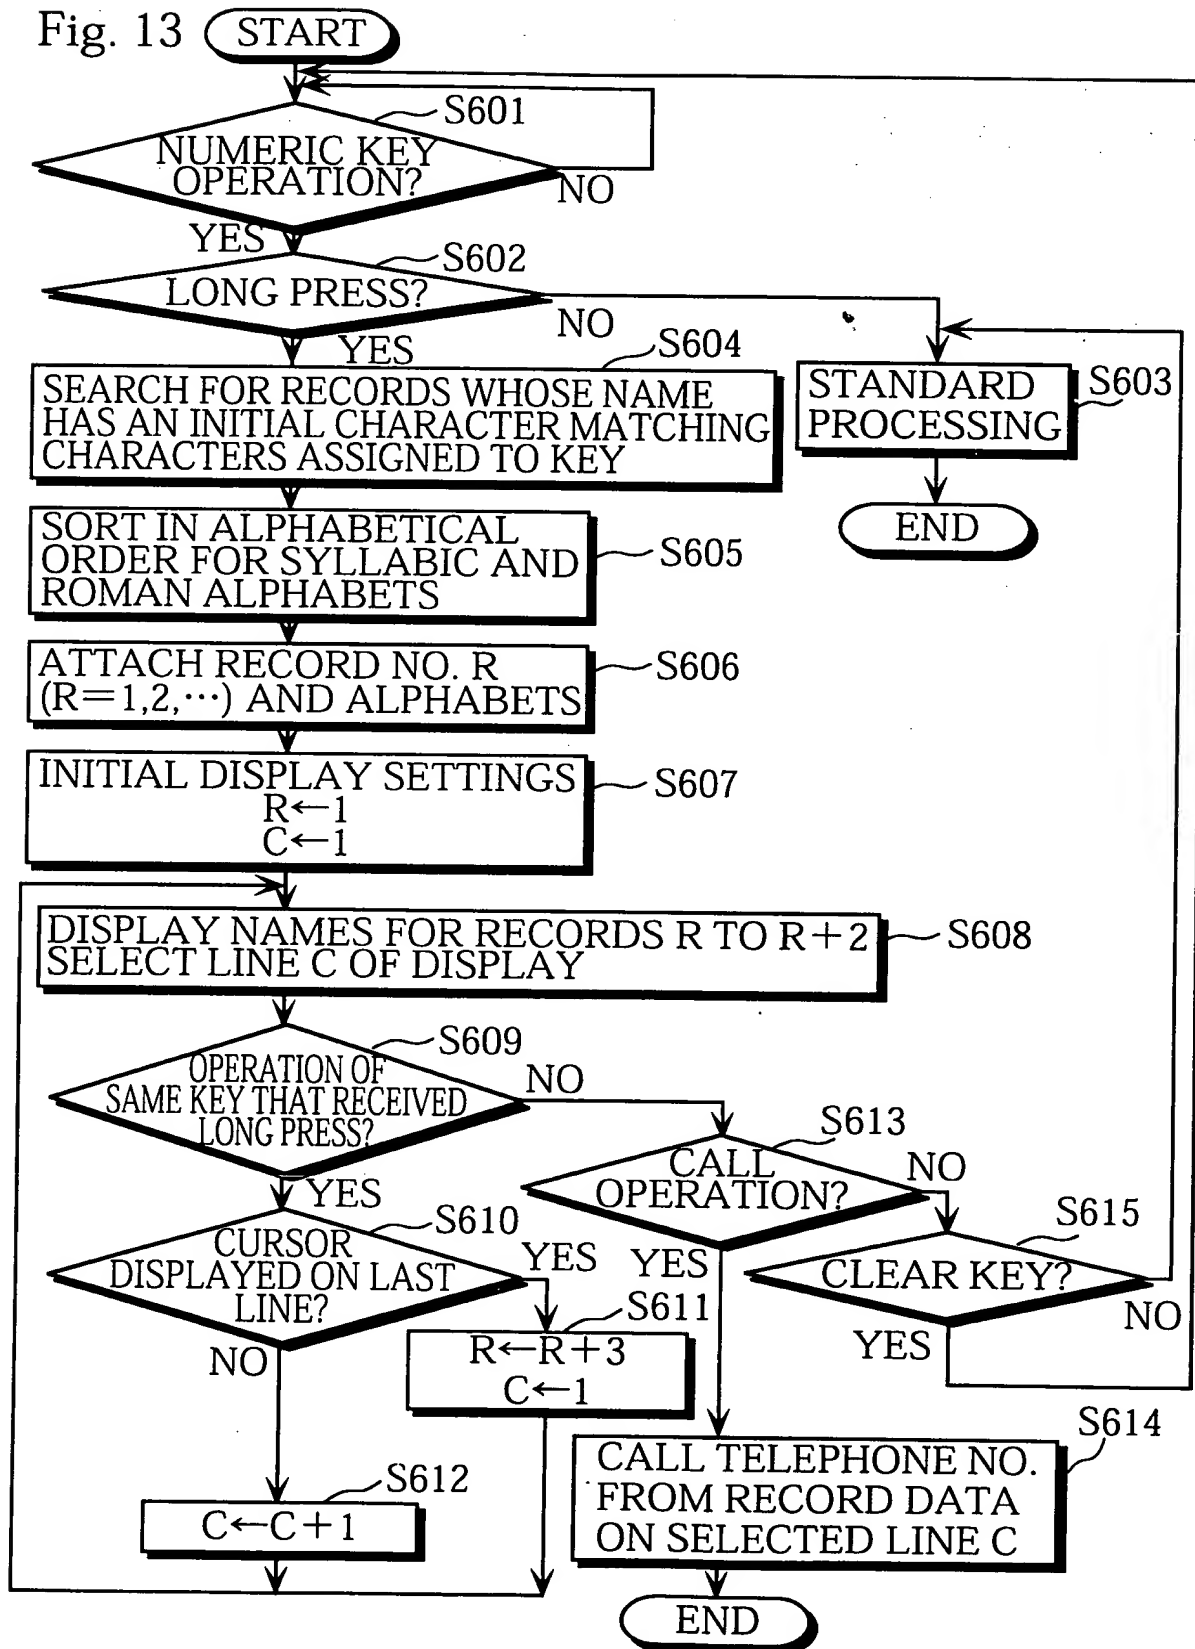 Fig. 13
START
S601
NUMERIC KEY
OPERATION?
NO
YES
S602
LONG PRESS?
NO
YES
S604
SEARCH FOR RECORDS WHOSE NAME
HAS AN INITIAL CHARACTER MATCHING
CHARACTERS ASSIGNED TO KEY
STANDARD
PROCESSING
S603
END
SORT IN ALPHABETICAL
ORDER FOR SYLLABIC AND
ROMAN ALPHABETS
S605
ATTACH RECORD NO. R
(R=1,2,⋯) AND ALPHABETS
S606
INITIAL DISPLAY SETTINGS
R←1
C←1
S607
DISPLAY NAMES FOR RECORDS R TO R+2
SELECT LINE C OF DISPLAY
S608
S609
OPERATION OF
SAME KEY THAT RECEIVED
LONG PRESS?
NO
YES
S613
CALL
OPERATION?
NO
YES
S610
CURSOR
DISPLAYED ON LAST
LINE?
YES
NO
S615
CLEAR KEY?
NO
YES
S611
R←R+3
C←1
S612
C←C+1
S614
CALL TELEPHONE NO.
FROM RECORD DATA
ON SELECTED LINE C
END